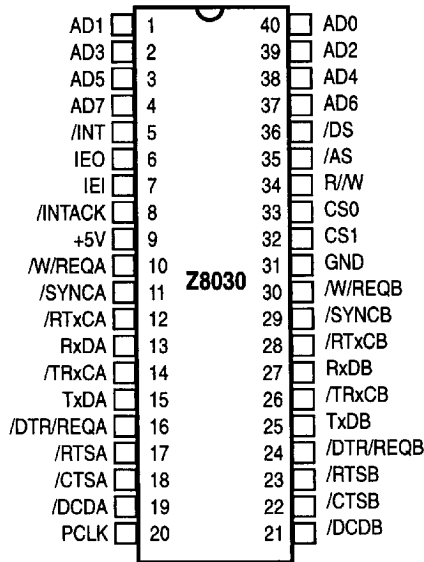 AD1 1 40 AD0
AD3 2 39 AD2
AD5 3 38 AD4
AD7 4 37 AD6
/INT 5 36 /DS
IEO 6 35 /AS
IEI 7 34 R//W
/INTACK 8 33 CS0
+5V 9 32 CS1
/W/REQA 10 31 GND
Z8030
/SYNCA 11 30 /W/REQB
/RTxCA 12 29 /SYNCB
RxDA 13 28 /RTxCB
/TRxCA 14 27 RxDB
TxDA 15 26 /TRxCB
/DTR/REQA 16 25 TxDB
/RTSA 17 24 /DTR/REQB
/CTSA 18 23 /RTSB
/DCDA 19 22 /CTSB
PCLK 20 21 /DCDB